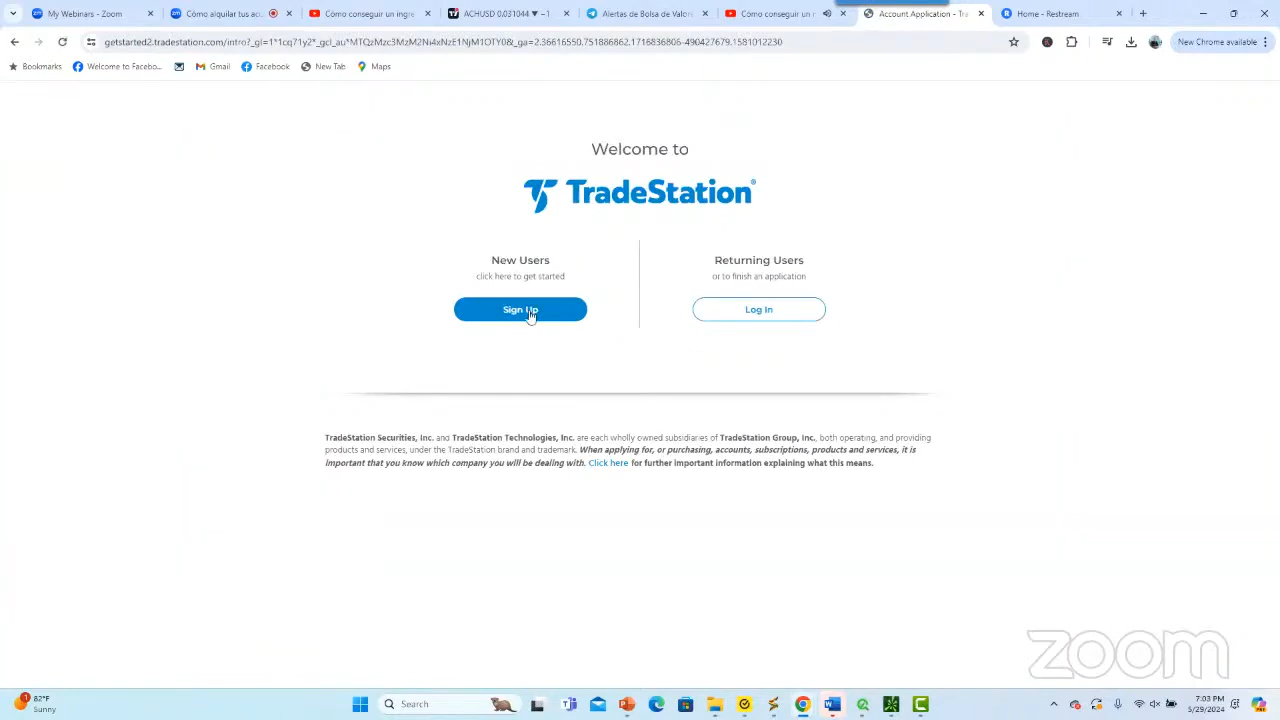 My Webinars - Zoom
zm
Cómo conseguir un ingre
ACHUSD 0.031044
Alertas de Bolsa de Valor
Cómo conseguir un i
Account Application - Tra
Home - Restream
New Chrome available
Bookmarks
Welcome to Facebo...
Gmail
Facebook
New Tab
Maps
Welcome to
TradeStation®
New Users
click here to get started
Sign Up
Returning Users
or to finish an application
Log In
TradeStation Securities, Inc. and TradeStation Technologies, Inc. are each wholly owned subsidiaries of TradeStation Group, Inc., both operating, and providing
products and services, under the TradeStation brand and trademark. When applying for, or purchasing, accounts, subscriptions, products and services, it is
important that you know which company you will be dealing with. Click here for further important information explaining what this means.
zoom
1
82°F
Sunny
Search
7:03 PM
5/29/2024